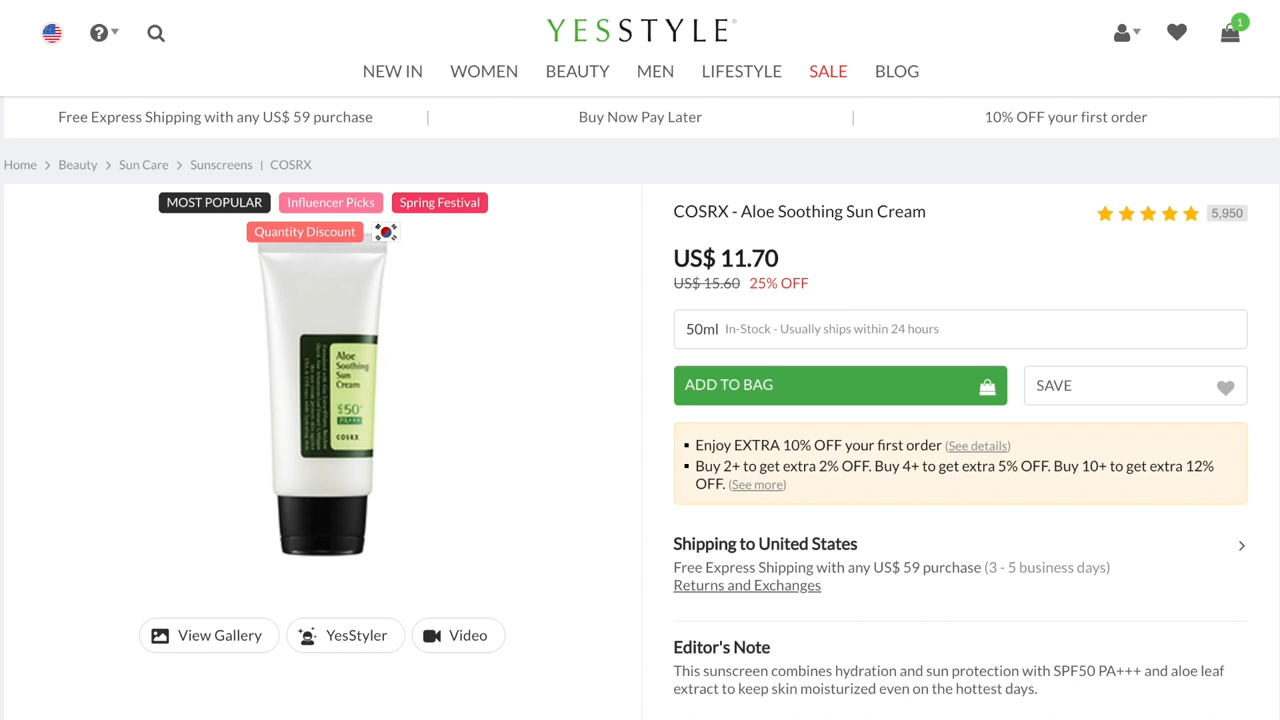 YESSTYLE
1
NEW IN WOMEN BEAUTY MEN LIFESTYLE SALE BLOG
Free Express Shipping with any US$ 59 purchase | Buy Now Pay Later | 10% OFF your first order
Home > Beauty > Sun Care > Sunscreens | COSRX
MOST POPULAR Influencer Picks Spring Festival
Quantity Discount
Aloe
Soothing
Sun
Cream
50+
PA+++
COSRX
View Gallery YesStyler Video
COSRX - Aloe Soothing Sun Cream 5,950
US$ 11.70
US$ 15.60 25% OFF
50ml In-Stock - Usually ships within 24 hours
ADD TO BAG SAVE
▪ Enjoy EXTRA 10% OFF your first order (See details)
▪ Buy 2+ to get extra 2% OFF. Buy 4+ to get extra 5% OFF. Buy 10+ to get extra 12%
OFF. (See more)
Shipping to United States
Free Express Shipping with any US$ 59 purchase (3 - 5 business days)
Returns and Exchanges
Editor's Note
This sunscreen combines hydration and sun protection with SPF50 PA+++ and aloe leaf
extract to keep skin moisturized even on the hottest days.